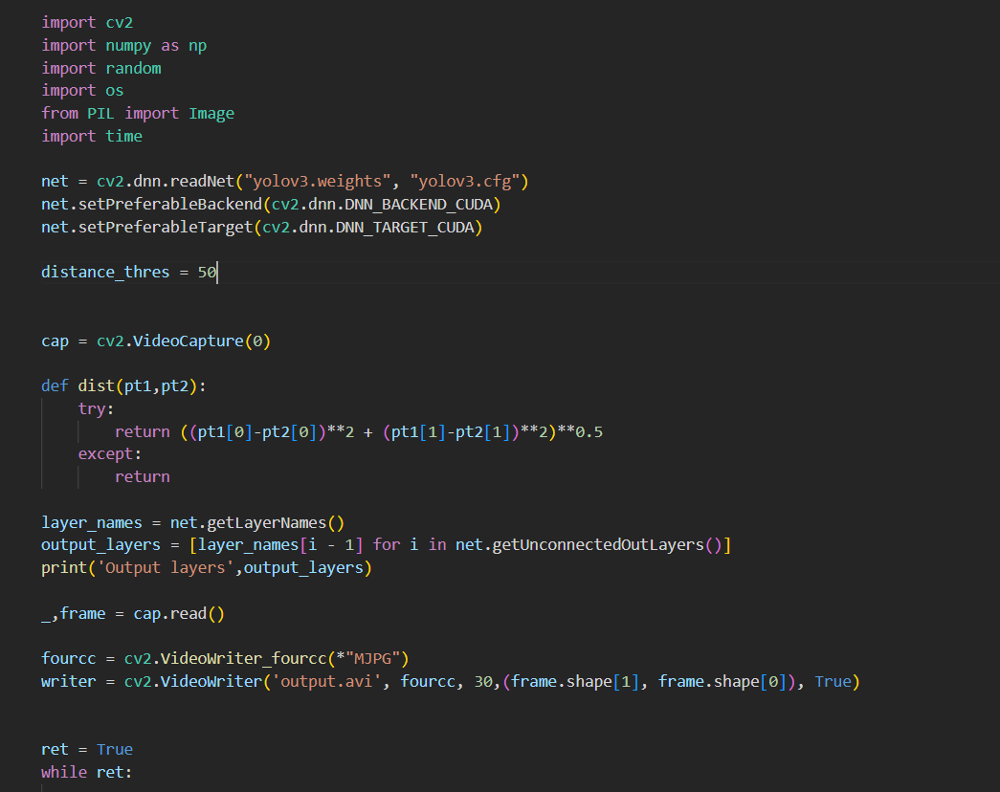 import cv2
import numpy as np
import random
import os
from PIL import Image
import time
net = cv2.dnn.readNet("yolov3.weights", "yolov3.cfg")
net.setPreferableBackend(cv2.dnn.DNN_BACKEND_CUDA)
net.setPreferableTarget(cv2.dnn.DNN_TARGET_CUDA)
distance_thres = 50
cap = cv2.VideoCapture(0)
def dist(pt1,pt2):
    try:
        return ((pt1[0]-pt2[0])**2 + (pt1[1]-pt2[1])**2)**0.5
    except:
        return
layer_names = net.getLayerNames()
output_layers = [layer_names[i - 1] for i in net.getUnconnectedOutLayers()]
print('Output layers',output_layers)
_,frame = cap.read()
fourcc = cv2.VideoWriter_fourcc(*"MJPG")
writer = cv2.VideoWriter('output.avi', fourcc, 30,(frame.shape[1], frame.shape[0]), True)
ret = True
while ret: